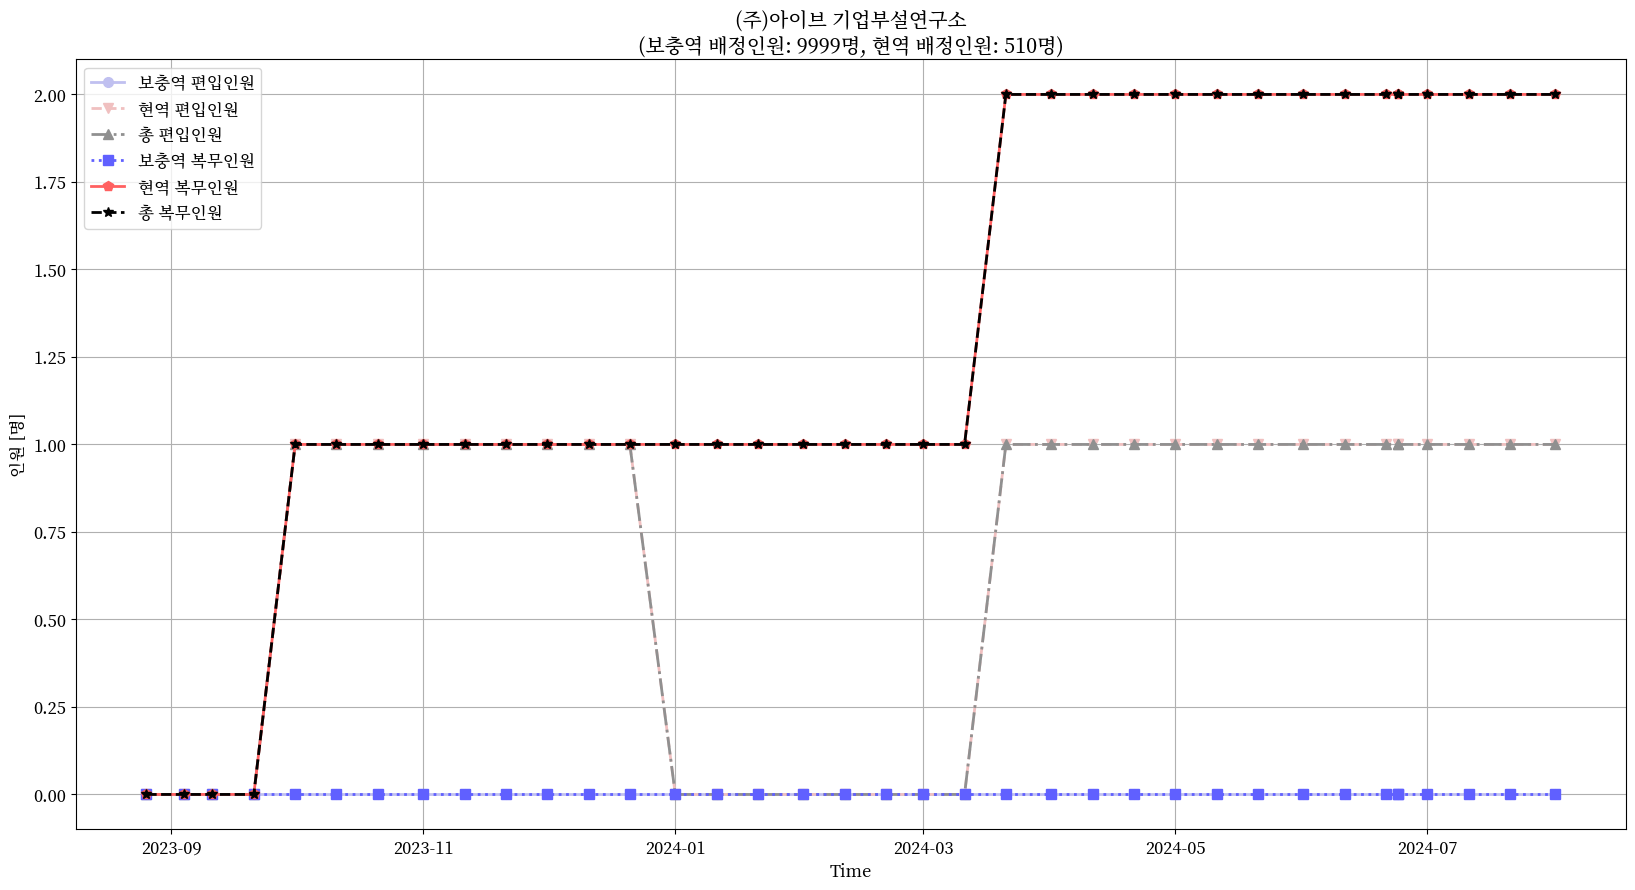 (주)아이브 기업부설연구소
(보충역 배정인원: 9999명, 현역 배정인원: 510명)
보충역 편입인원
현역 편입인원
총 편입인원
보충역 복무인원
현역 복무인원
총 복무인원
2.00
1.75
1.50
1.25
1.00
0.75
0.50
0.25
0.00
인원 [명]
2023-09 2023-11 2024-01 2024-03 2024-05 2024-07
Time